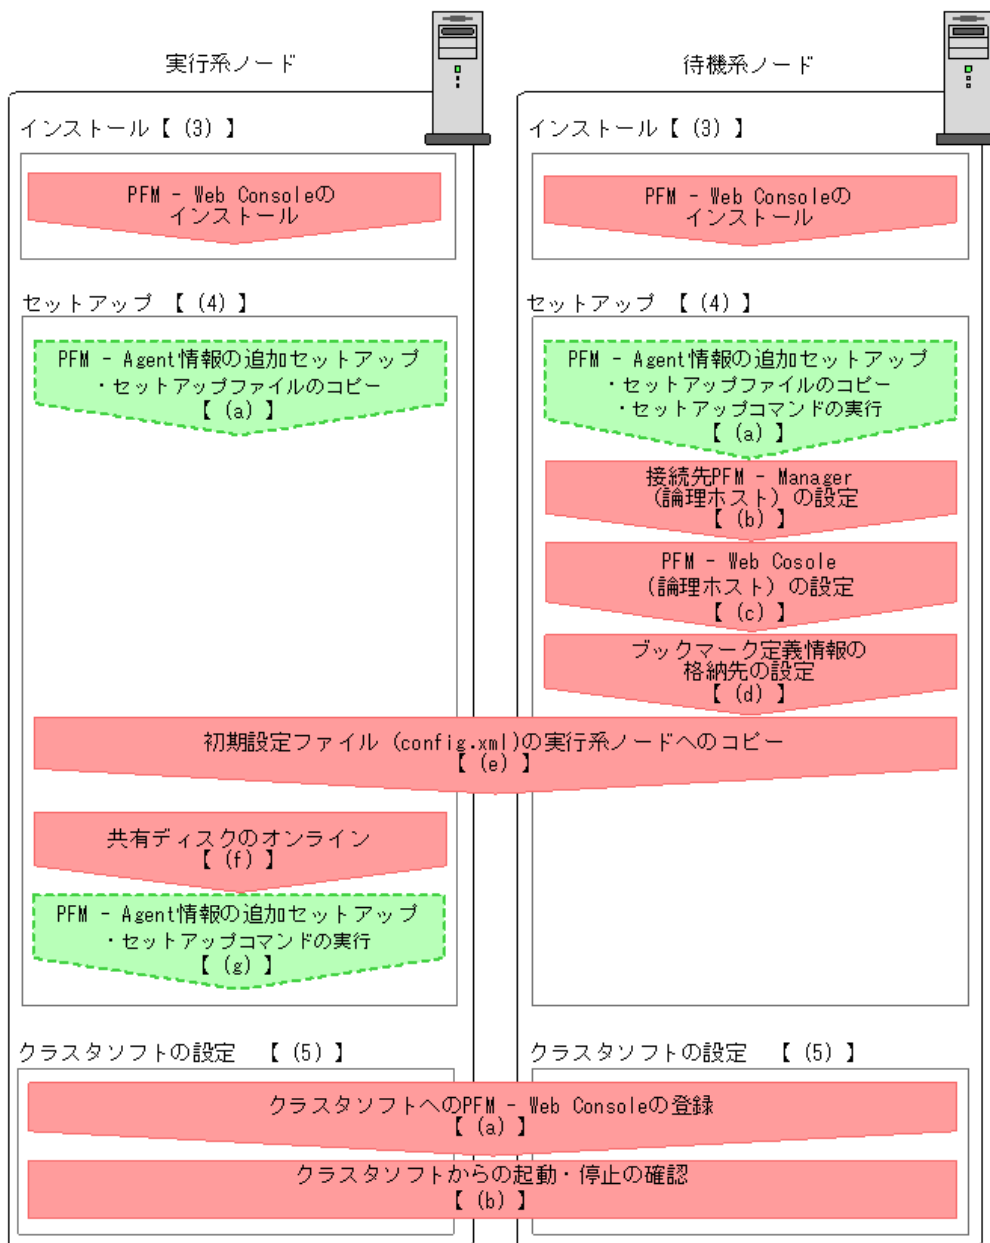 実行系ノード
待機系ノード
インストール【 (3) 】
インストール【 (3) 】
PFM - Web Consoleの
インストール
PFM - Web Consoleの
インストール
セットアップ 【 (4) 】
セットアップ 【 (4) 】
PFM - Agent情報の追加セットアップ
・セットアップファイルのコピー
【 (a) 】
PFM - Agent情報の追加セットアップ
・セットアップファイルのコピー
・セットアップコマンドの実行
【 (a) 】
接続先PFM - Manager
(論理ホスト) の設定
【 (b) 】
PFM - Web Cosole
(論理ホスト) の設定
【 (c) 】
ブックマーク定義情報の
格納先の設定
【 (d) 】
初期設定ファイル (config.xml)の実行系ノードへのコピー
【 (e) 】
共有ディスクのオンライン
【 (f) 】
PFM - Agent情報の追加セットアップ
・セットアップコマンドの実行
【 (g) 】
クラスタソフトの設定 【 (5) 】
クラスタソフトの設定 【 (5) 】
クラスタソフトへのPFM - Web Consoleの登録
【 (a) 】
クラスタソフトからの起動・停止の確認
【 (b) 】